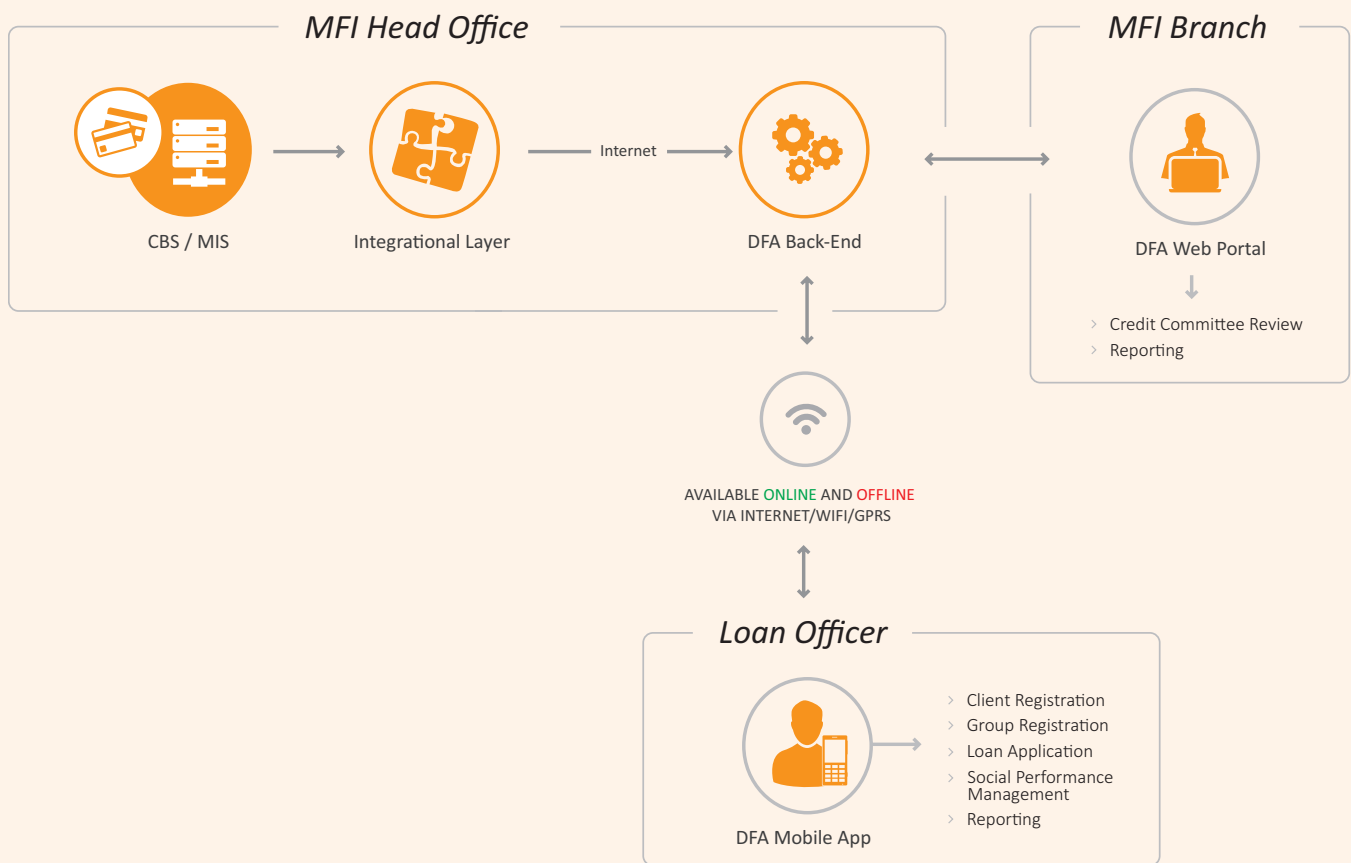 MFI Head Office
CBS / MIS
Integrational Layer
Internet
DFA Back-End
MFI Branch
DFA Web Portal
Credit Committee Review
Reporting
AVAILABLE ONLINE AND OFFLINE
VIA INTERNET/WIFI/GPRS
Loan Officer
DFA Mobile App
Client Registration
Group Registration
Loan Application
Social Performance
Management
Reporting